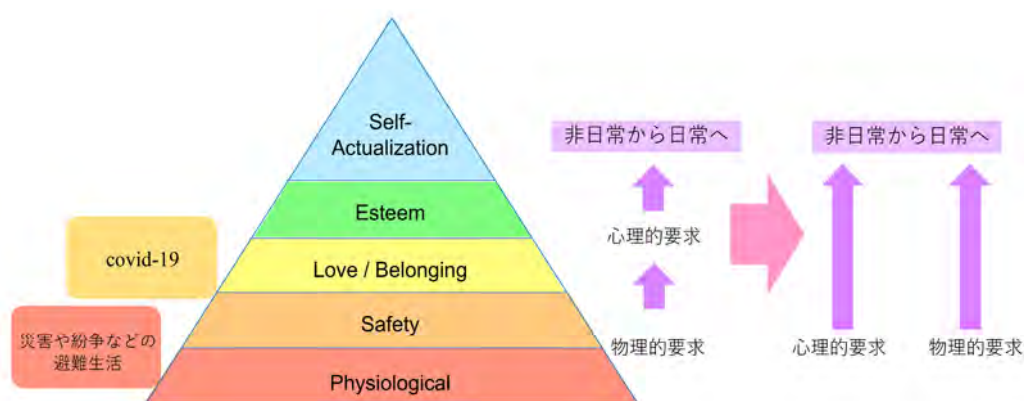 Self-
Actualization
Esteem
Love / Belonging
Safety
Physiological
covid-19
災害や紛争などの
避難生活
非日常から日常へ
心理的要求
物理的要求
非日常から日常へ
心理的要求
物理的要求